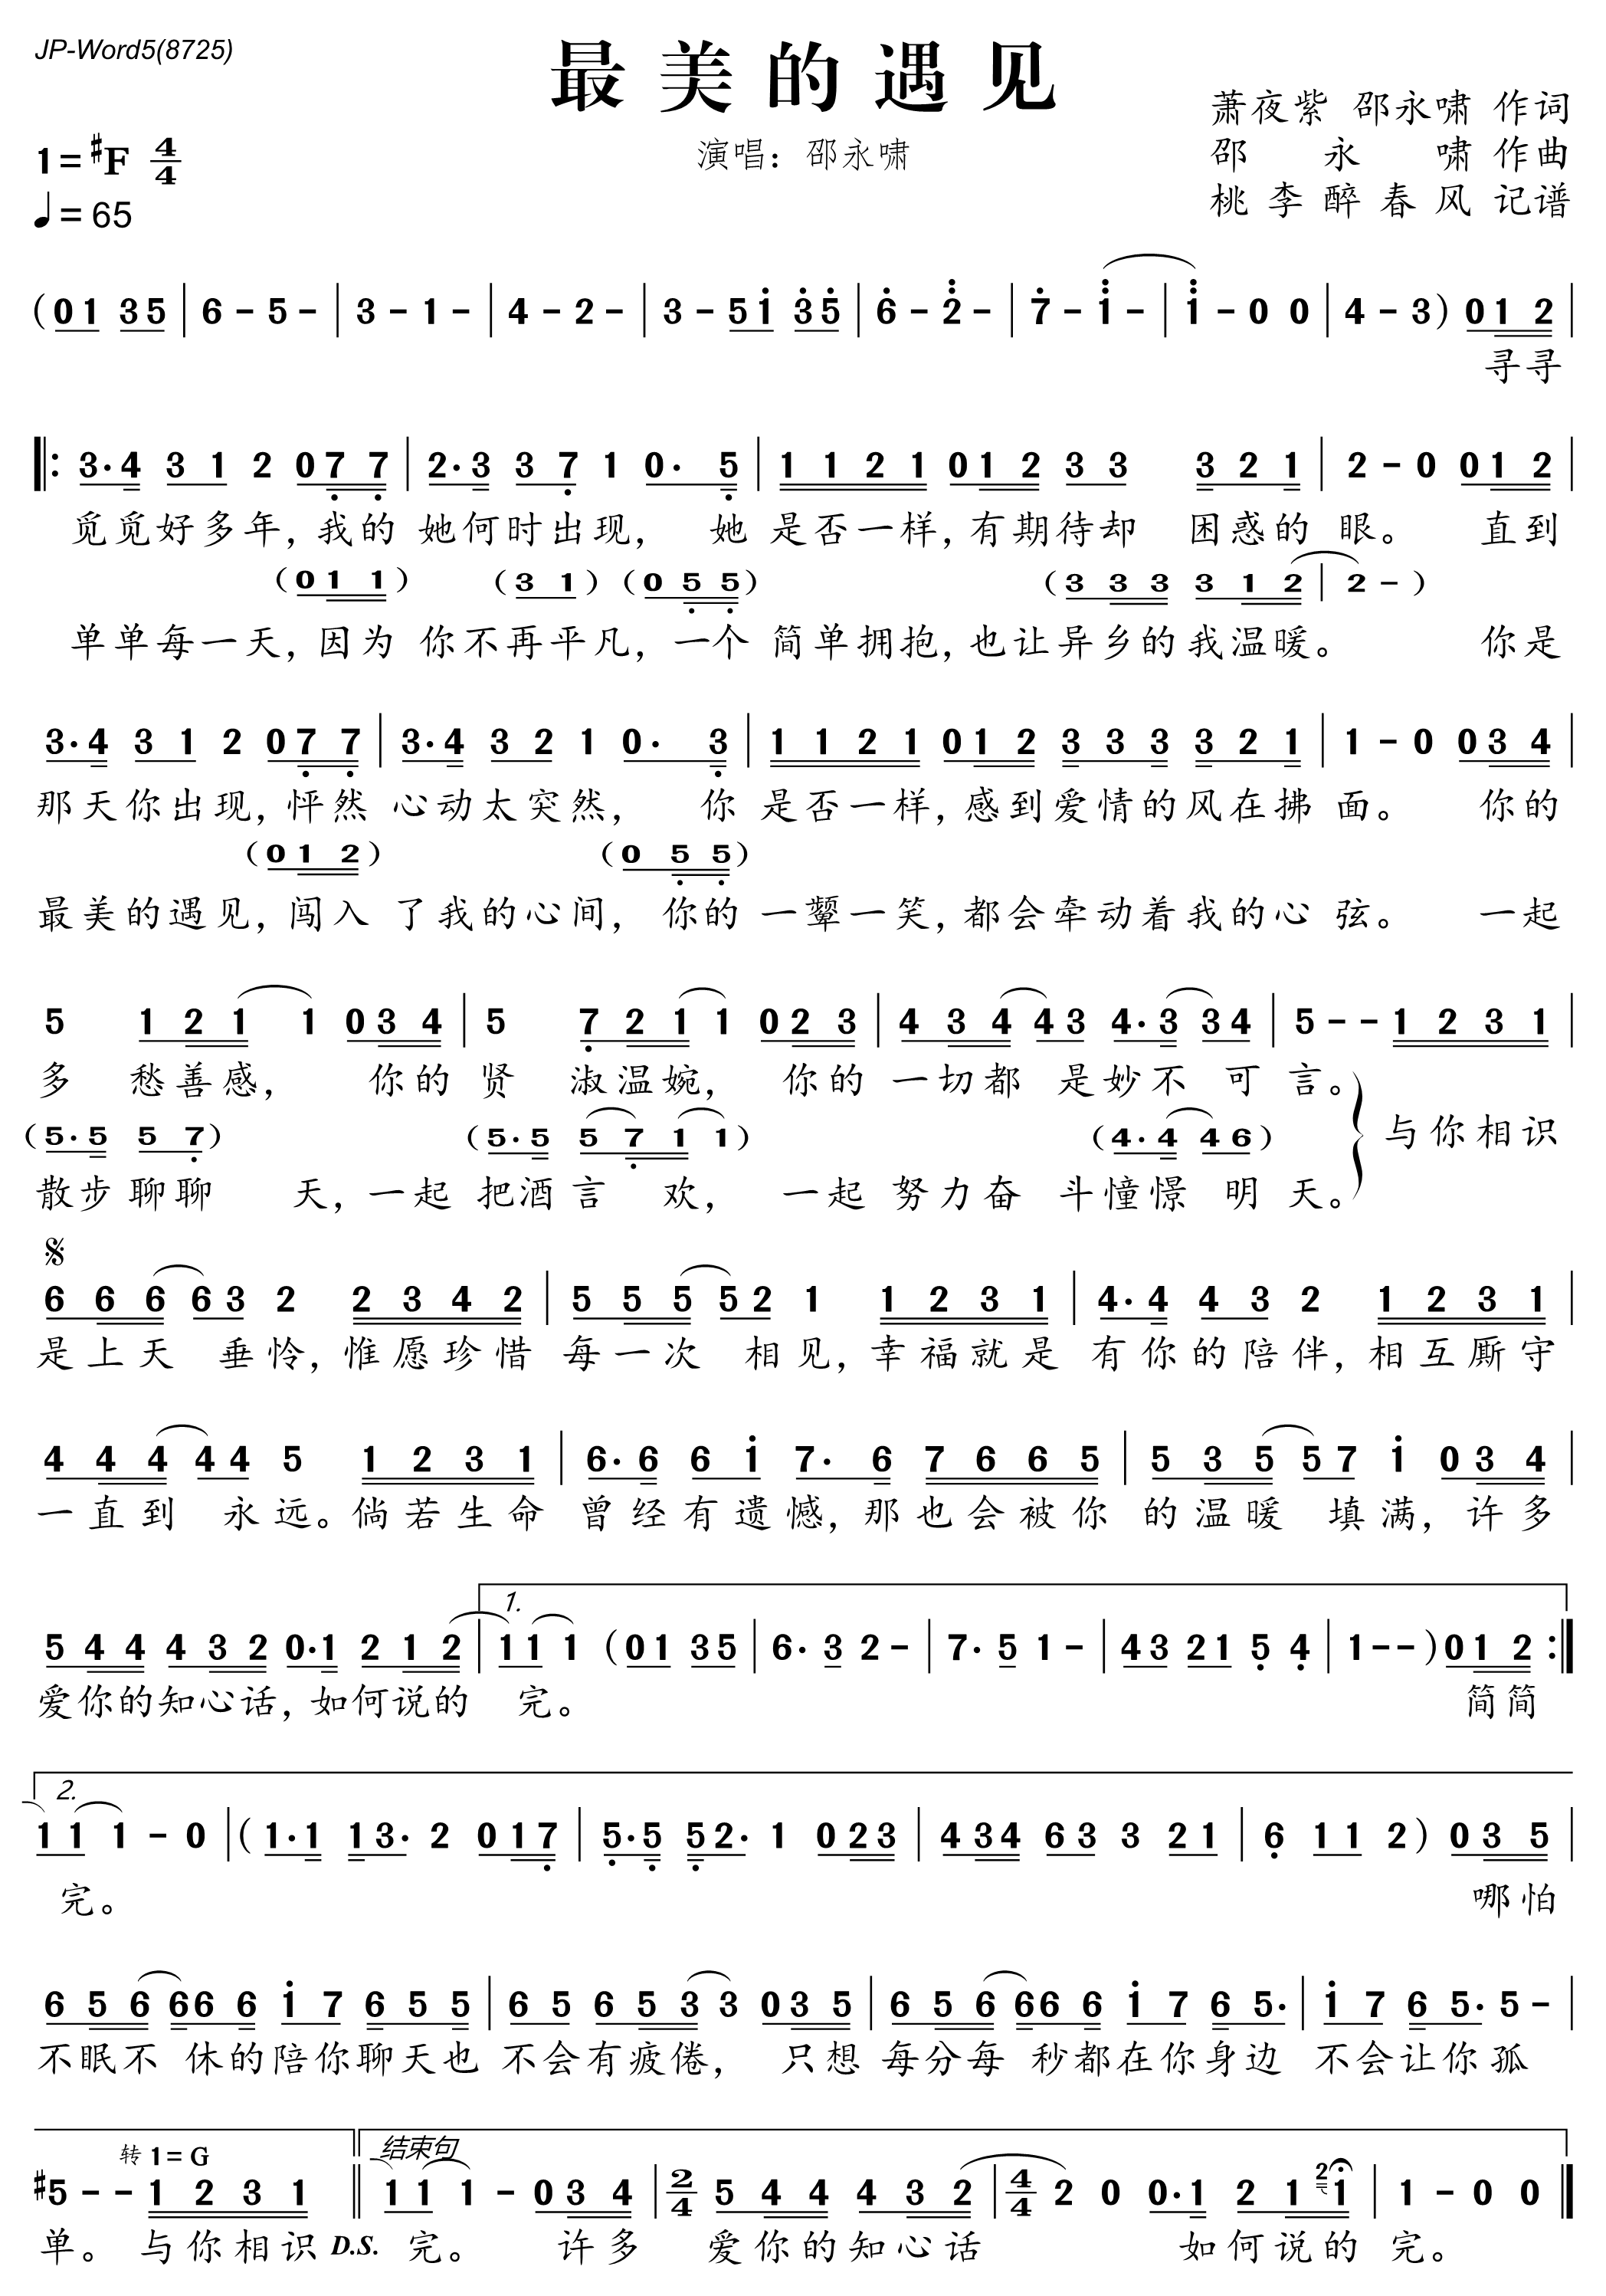 JP-Word5(8725)
最美的遇见
萧夜紫 邵永啸 作词
1=♯F 4/4
演唱：邵永啸
邵永啸 作曲
♩=65
桃李醉春风 记谱
(01 35 | 6 - 5 - | 3 - 1 - | 4 - 2 - | 3 - 5i 35 | 6 - 2 - | 7 - 1 - | 1 - 0 0 | 4 - 3) 01 2 |
寻寻
‖: 3·4 3 1 2 07 7 | 2·3 3 7 1 0· 5 | 1 1 2 1 01 2 3 3 3 2 1 | 2 - 0 01 2 |
觅觅好多年，我的 她何时出现， 她 是否一样，有期待却 困惑的 眼。 直到
(01 1) (3 1) (0 5 5) (3 3 3 3 1 2 | 2 -)
单单每一天，因为 你不再平凡，一个 简单拥抱，也让异乡的我温暖。 你是
3·4 3 1 2 07 7 | 3·4 3 2 1 0· 3 | 1 1 2 1 01 2 3 3 3 3 2 1 | 1 - 0 03 4 |
那天你出现，怦然 心动太突然， 你 是否一样，感到爱情的风在拂 面。 你的
(01 2) (0 5 5)
最美的遇见，闯入 了我的心间， 你的 一颦一笑，都会牵动着我的心 弦。 一起
5 1 2 1 1 03 4 | 5 7 2 1 1 02 3 | 4 3 4 4 3 4·3 3 4 | 5 - - 1 2 3 1 |
多 愁善感， 你的 贤 淑温婉， 你的 一切都 是妙不 可 言。
与你相识
(5·5 5 7) (5·5 5 7 1 1) (4·4 4 6)
散步 聊聊 天，一起 把酒言 欢， 一起 努力奋 斗憧憬 明 天。
𝄋
6 6 6 6 3 2 2 3 4 2 | 5 5 5 5 2 1 1 2 3 1 | 4·4 4 3 2 1 2 3 1 |
是上天 垂怜，惟愿珍惜 每一次 相见，幸福就是 有你的陪伴，相互厮守
4 4 4 4 4 5 1 2 3 1 | 6·6 6 i 7· 6 7 6 6 5 | 5 3 5 5 7 i 03 4 |
一直到 永远。倘若生命 曾经有遗憾，那也会被你 的温暖 填满，许多
1.
5 4 4 4 3 2 0·1 2 1 2 | 1 1 1 (01 35 | 6· 3 2 - | 7· 5 1 - | 43 21 5 4 | 1 - -) 01 2 :‖
爱你的知心话，如何说的 完。 简简
2.
1 1 1 - 0 | (1·1 13· 2 0 17 | 5·5 52· 1 0 23 | 4 34 63 3 21 | 6 11 2) 03 5 |
完。 哪怕
6 5 6 66 6 i 7 6 5 5 | 6 5 6 5 3 3 03 5 | 6 5 6 66 6 i 7 6 5· | i 7 6 5· 5 - |
不眠不 休的陪你聊天也 不会有疲倦， 只想 每分每 秒都在你身边 不会让你孤
转 1=G 结束句
♯5 - - 1 2 3 1 ‖ 1 1 1 - 03 4 | 2/4 5 4 4 4 3 2 | 4/4 2 0 0·1 2 1 2i | 1 - 0 0 ‖
单。 与你相识 D.S. 完。 许多 爱你的知心话 如何说的 完。